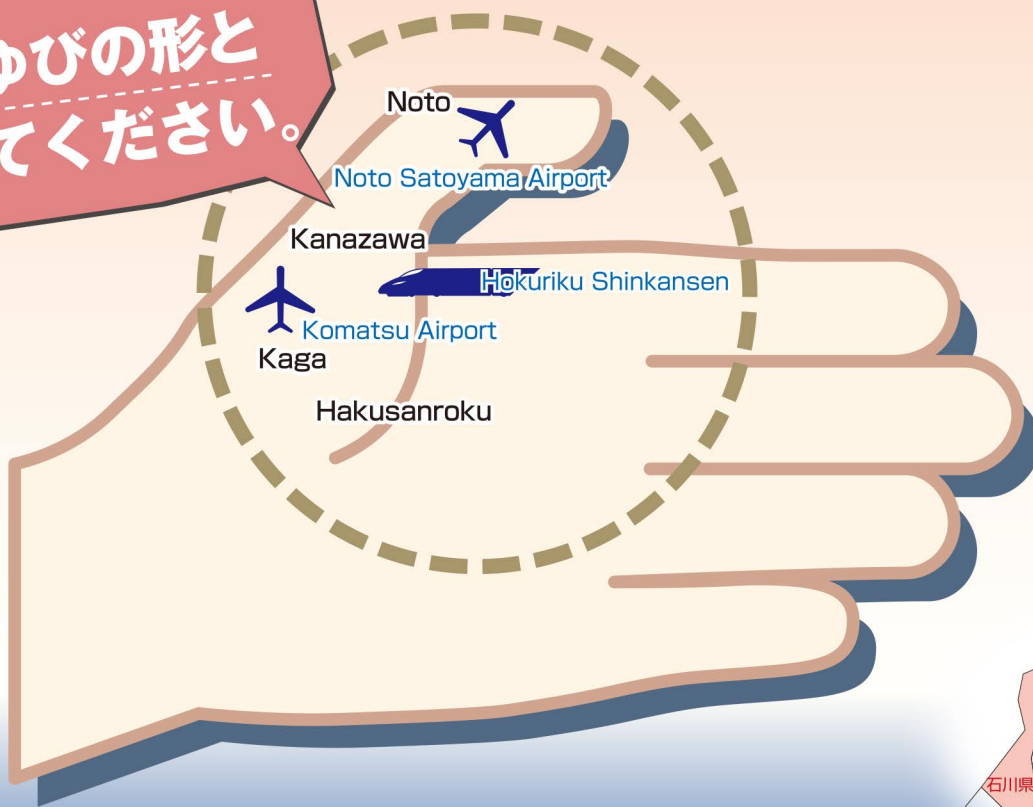 ゆびの形と
てください。
Noto
Noto Satoyama Airport
Kanazawa
Hokuriku Shinkansen
Komatsu Airport
Kaga
Hakusanroku
石川県